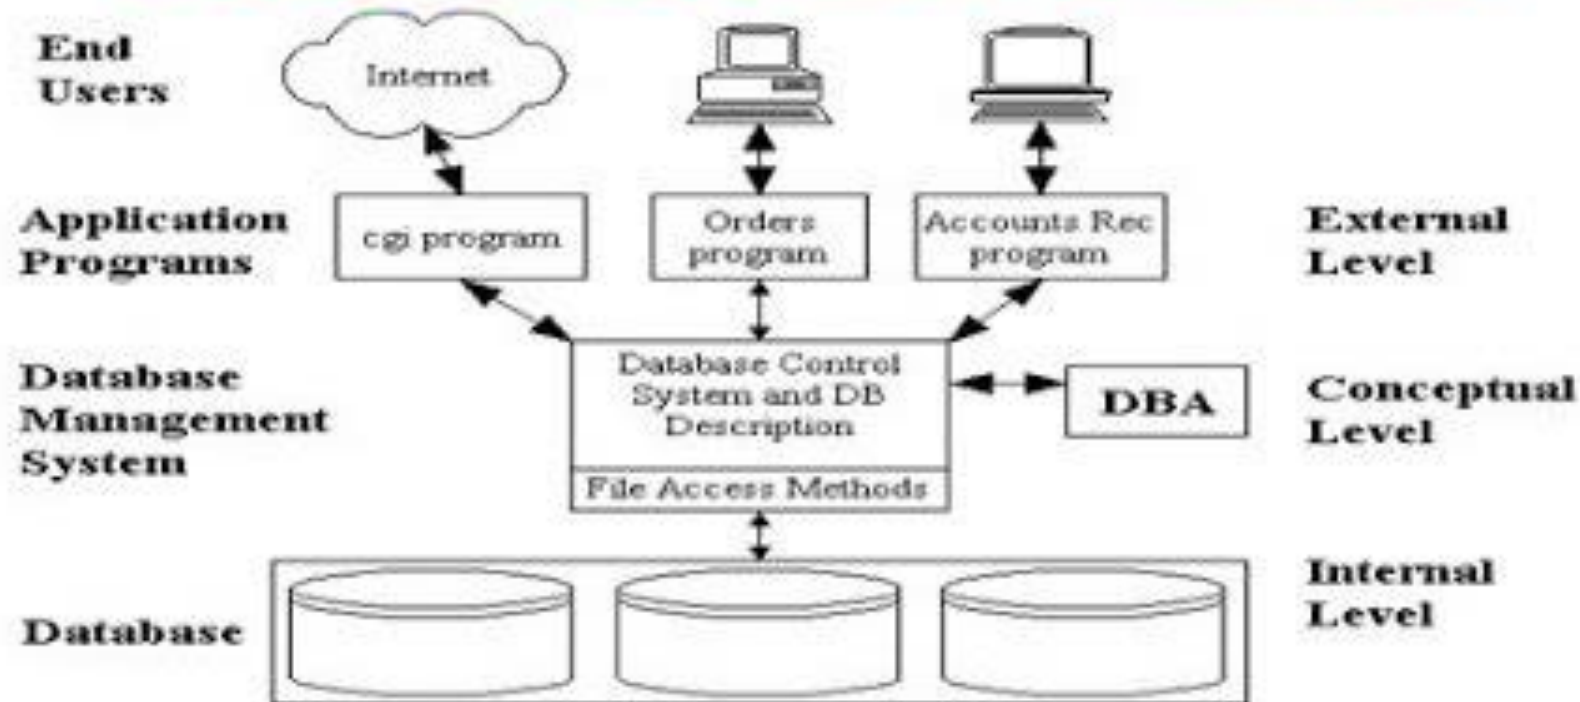 End
Users
Internet
Application
Programs
cgi program
Orders
program
Accounts Rec
program
External
Level
Database
Management
System
Database Control
System and DB
Description
File Access Methods
DBA
Conceptual
Level
Database
Internal
Level